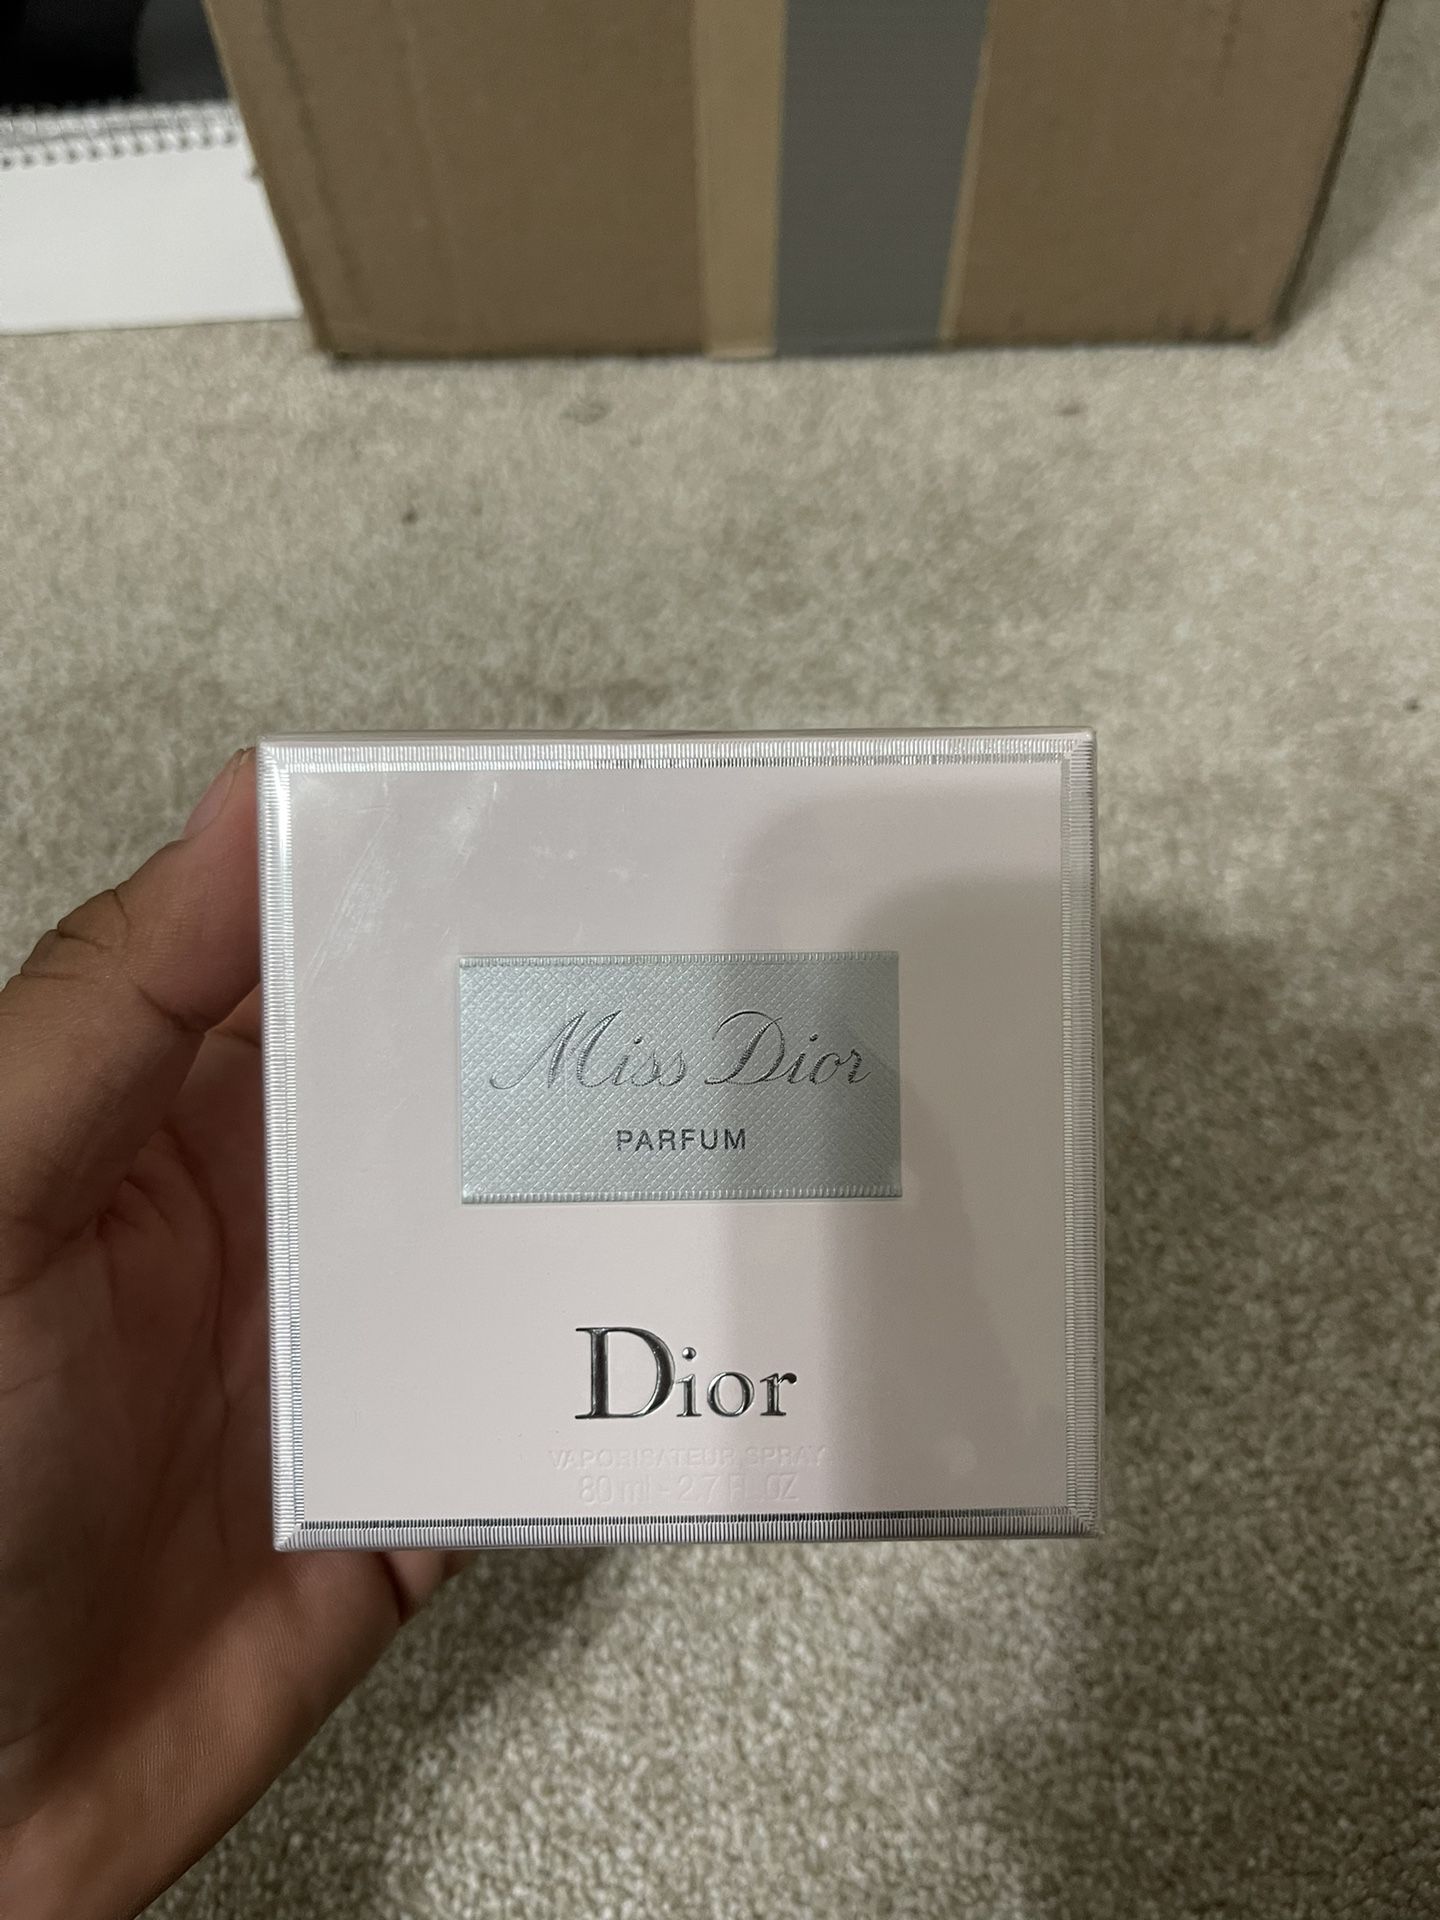 Miss Dior
PARFUM
Dior
VAPORISATEUR SPRAY
80 ml - 2.7 FL.OZ